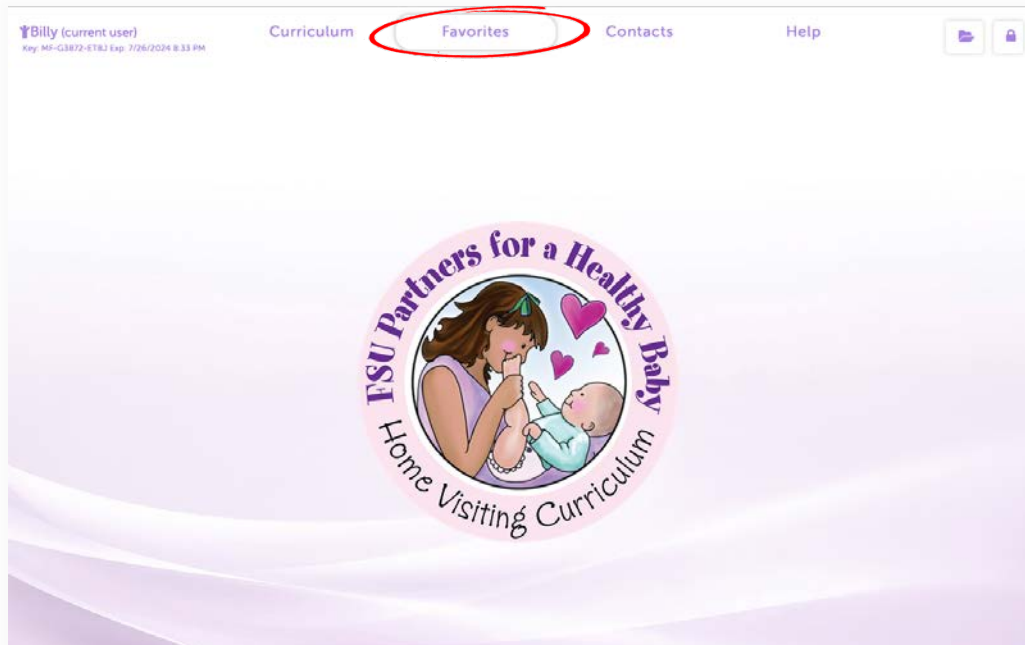 Billy (current user)
Key: MF-G3872-ET8J Exp: 7/26/2024 8:33 PM
Curriculum
Favorites
Contacts
Help
FSU Partners for a Healthy Baby
Home Visiting Curriculum